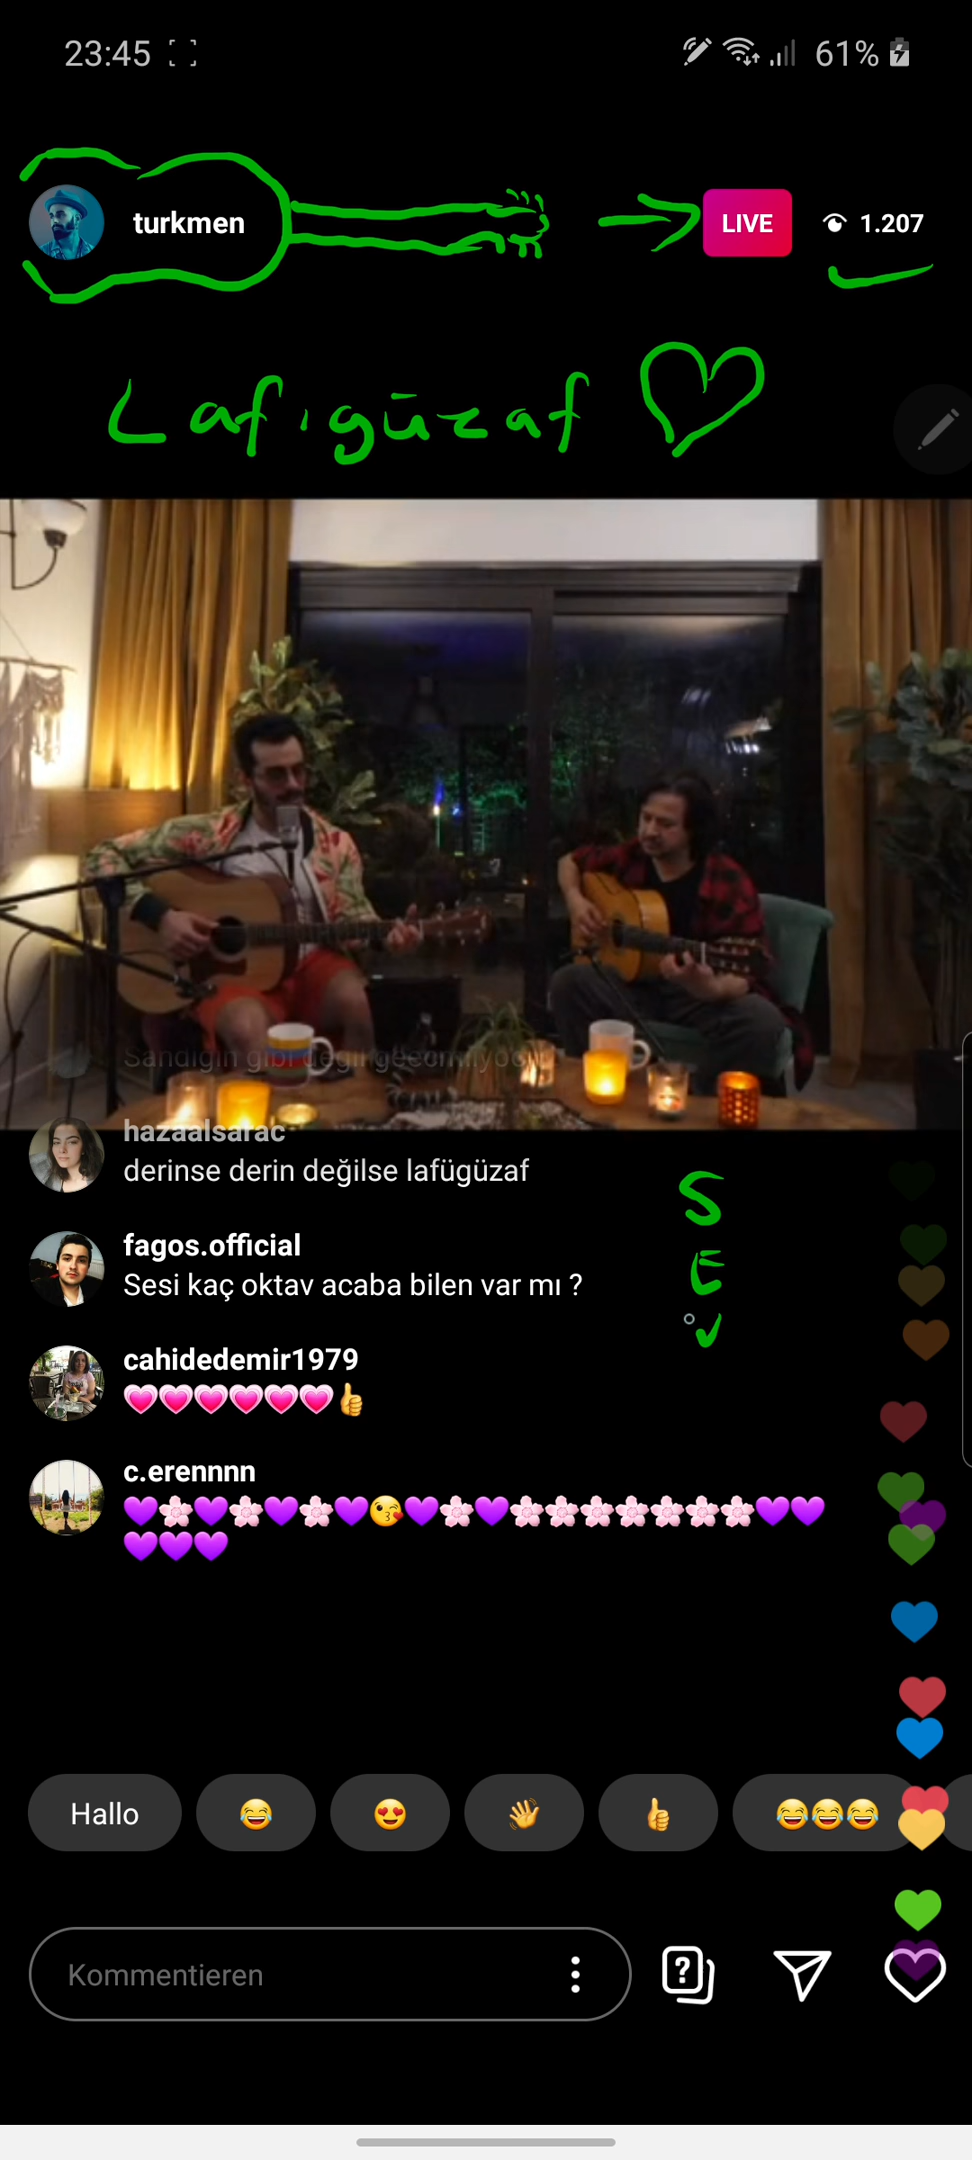 23:45 61%
turkmen LIVE 1.207
Lafıgüzaf
hazaalsarac
derinse derin değilse lafügüzaf
S
E
V
fagos.official
Sesi kaç oktav acaba bilen var mı ?
cahidedemir1979
c.erennnn
Hallo
Kommentieren